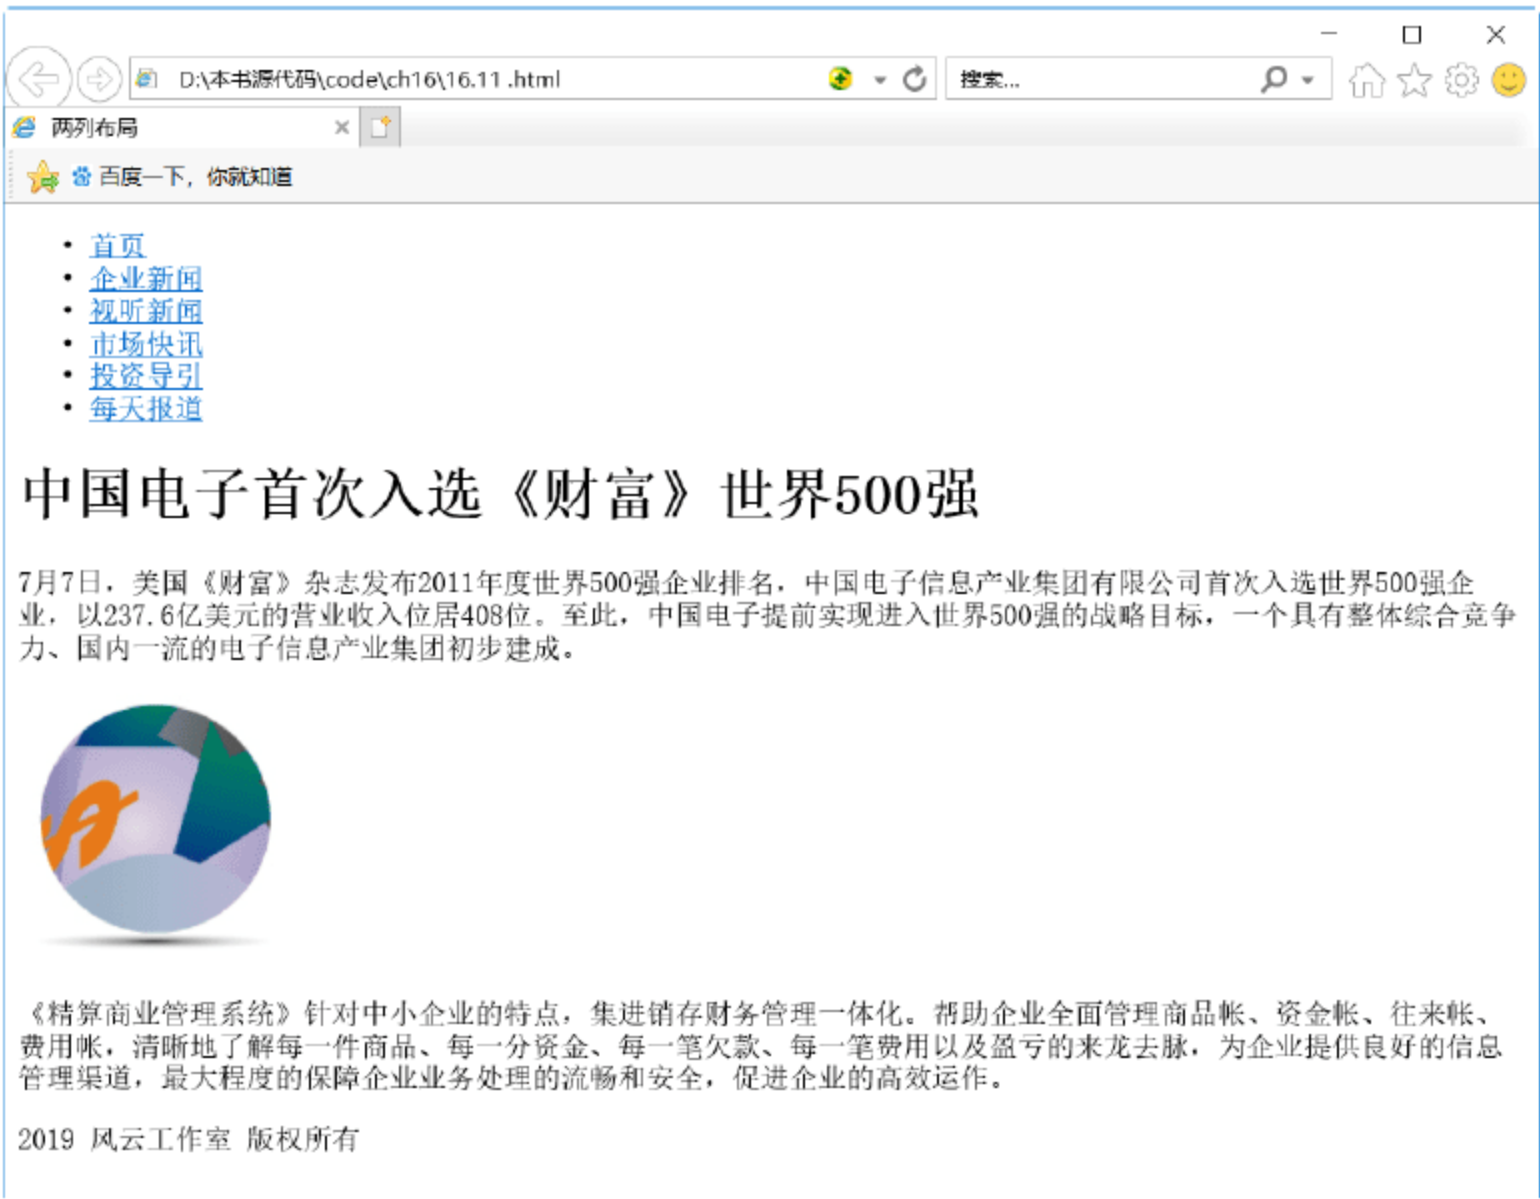 D:\本书源代码\code\ch16\16.11 .html
搜索...
两列布局
百度一下，你就知道
• 首页
• 企业新闻
• 视听新闻
• 市场快讯
• 投资导引
• 每天报道
中国电子首次入选《财富》世界500强
7月7日，美国《财富》杂志发布2011年度世界500强企业排名，中国电子信息产业集团有限公司首次入选世界500强企
业，以237.6亿美元的营业收入位居408位。至此，中国电子提前实现进入世界500强的战略目标，一个具有整体综合竞争
力、国内一流的电子信息产业集团初步建成。
《精算商业管理系统》针对中小企业的特点，集进销存财务管理一体化。帮助企业全面管理商品帐、资金帐、往来帐、
费用帐，清晰地了解每一件商品、每一分资金、每一笔欠款、每一笔费用以及盈亏的来龙去脉，为企业提供良好的信息
管理渠道，最大程度的保障企业业务处理的流畅和安全，促进企业的高效运作。
2019 风云工作室 版权所有